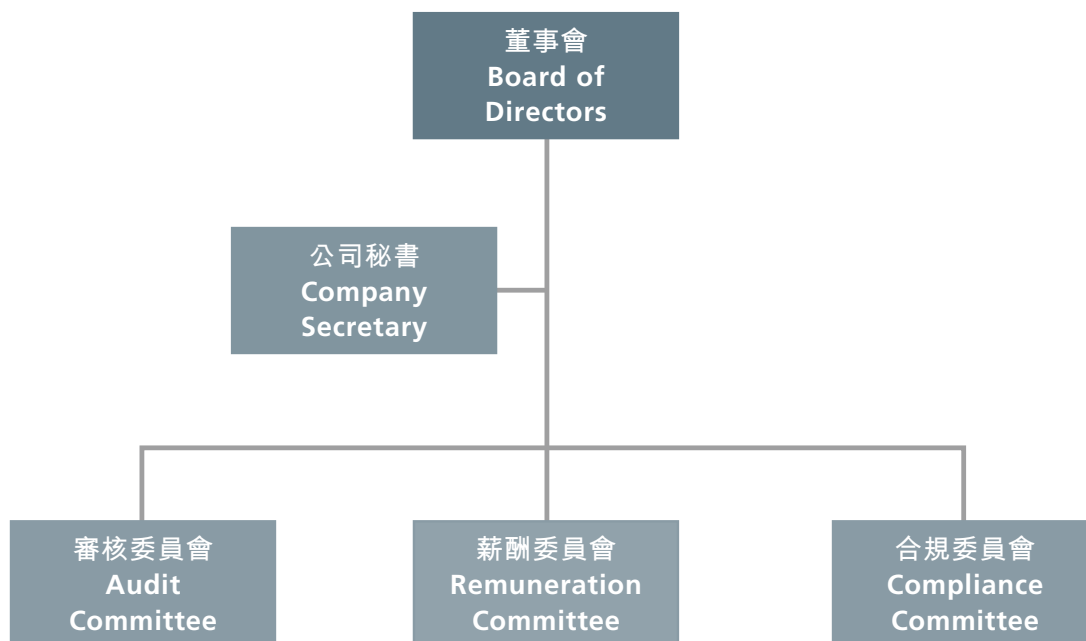 董事會
Board of
Directors
公司秘書
Company
Secretary
審核委員會
Audit
Committee
薪酬委員會
Remuneration
Committee
合規委員會
Compliance
Committee